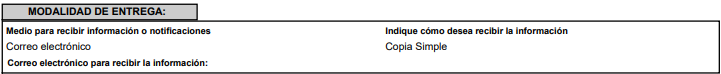 MODALIDAD DE ENTREGA:
Medio para recibir información o notificaciones
Indique cómo desea recibir la información
Correo electrónico
Copia Simple
Correo electrónico para recibir la información: